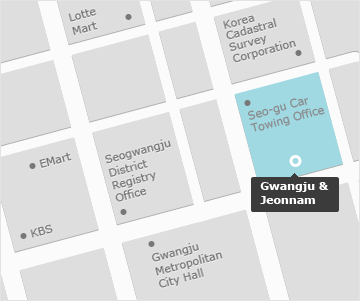 Lotte
Mart
Korea
Cadastral
Survey
Corporation
Seo-gu Car
Towing Office
EMart
Seogwangju
District
Registry
Office
Gwangju &
Jeonnam
KBS
Gwangju
Metropolitan
City Hall